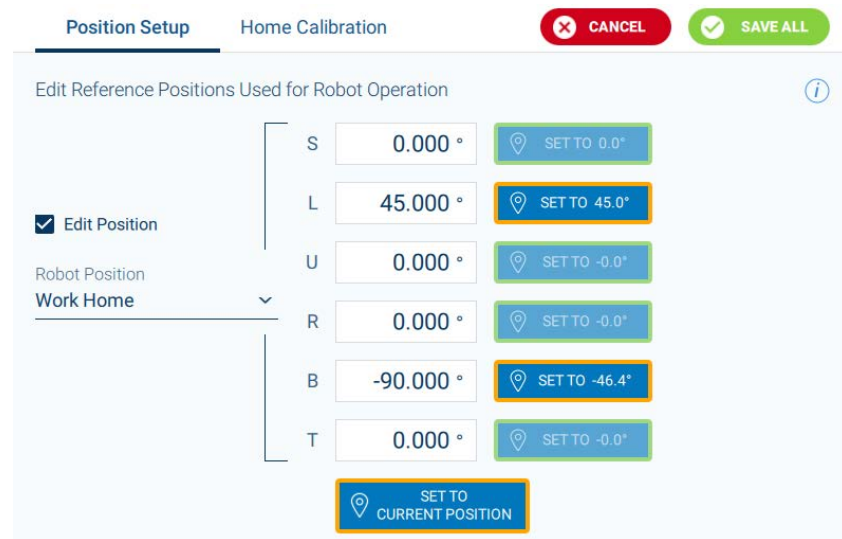 Position Setup
Home Calibration
CANCEL
SAVE ALL
Edit Reference Positions Used for Robot Operation
i
S 0.000 ° SET TO 0.0°
L 45.000 ° SET TO 45.0°
Edit Position
U 0.000 ° SET TO -0.0°
Robot Position
Work Home
R 0.000 ° SET TO -0.0°
B -90.000 ° SET TO -46.4°
T 0.000 ° SET TO -0.0°
SET TO
CURRENT POSITION